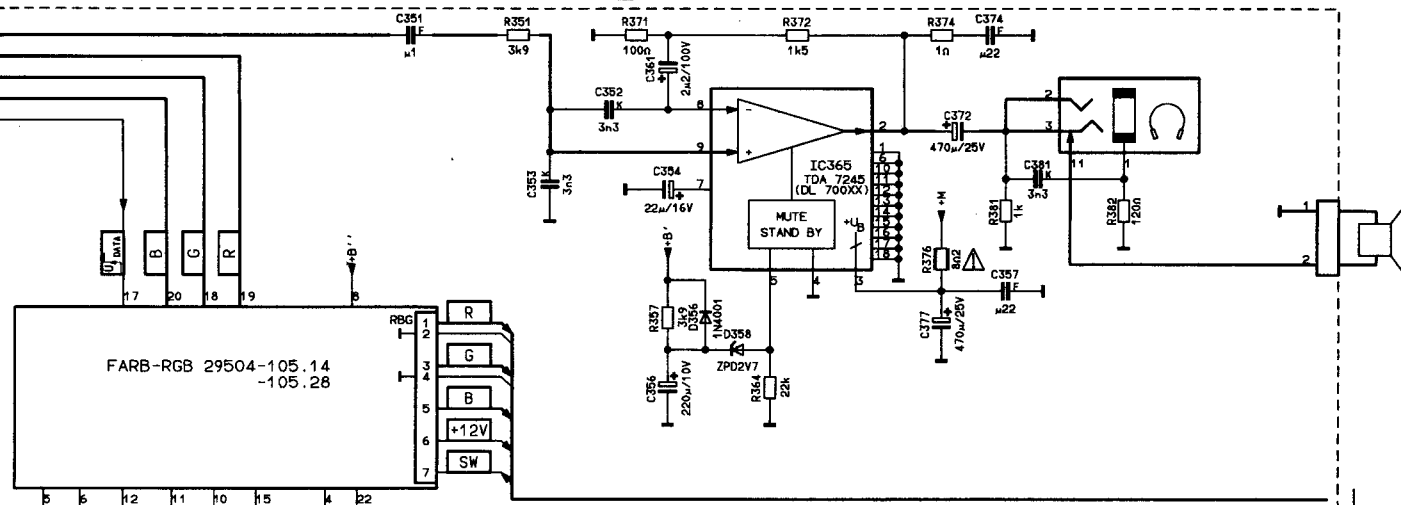 C351
F
µ1
R351
3k9
R371
100Ω
R372
1k5
R374
1Ω
C374
F
µ22
C361
2µ2/100V
C352
K
3n3
8
9
7
C353
K
3n3
C354
22µ/16V
-
+
IC365
TDA 7245
(DL 700XX)
MUTE
STAND BY
+UB
2
1
6
10
11
12
13
14
15
16
17
18
5
4
3
C372
470µ/25V
2
3
11
1
C381
K
3n3
R381
1k
R382
120Ω
1
2
+M
R376
8Ω2
C357
F
µ22
C377
470µ/25V
+B'
R357
3k9
D356
1N4001
D358
ZPD2V7
C356
220µ/10V
R364
22k
DATA
B
G
R
+B''
17
20
18
19
8
FARB-RGB 29504-105.14
-105.28
RBG
1
2
3
4
5
6
7
R
G
B
+12V
SW
5
6
12
11
10
15
4
22